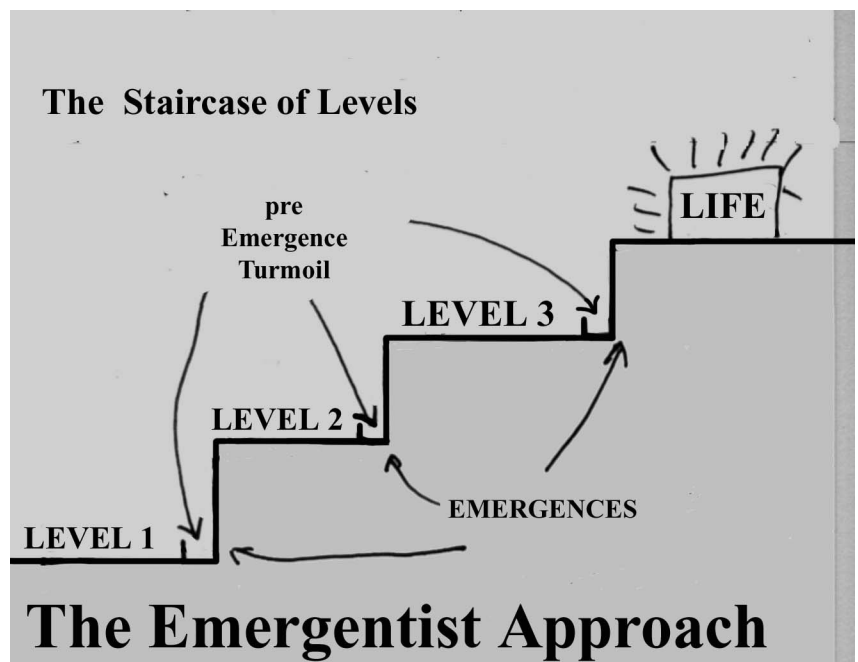 The Staircase of Levels
pre
Emergence
Turmoil
LIFE
LEVEL 3
LEVEL 2
EMERGENCES
LEVEL 1
The Emergentist Approach